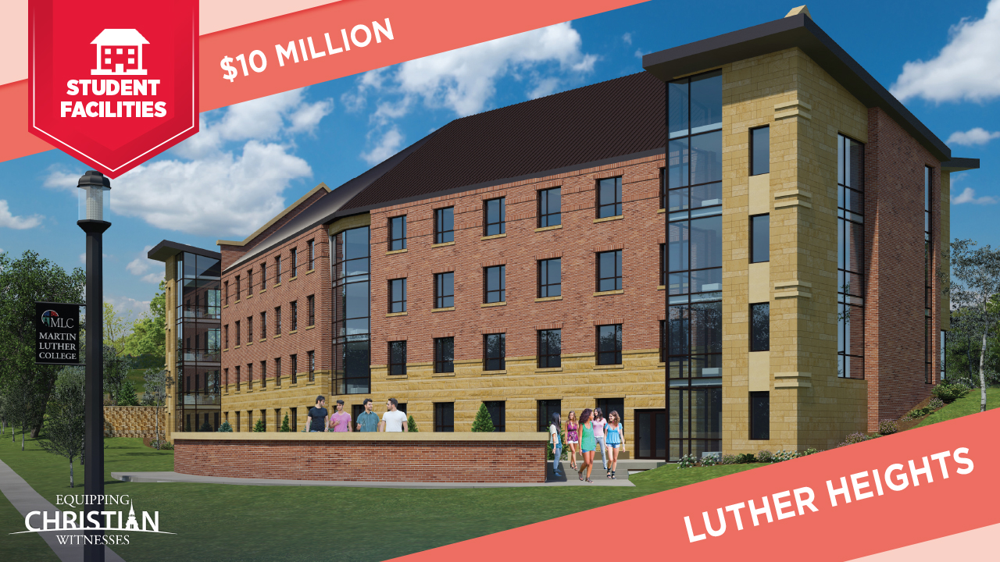 STUDENT
FACILITIES
$10 MILLION
MLC
MARTIN
LUTHER
COLLEGE
EQUIPPING
CHRISTIAN
WITNESSES
LUTHER HEIGHTS